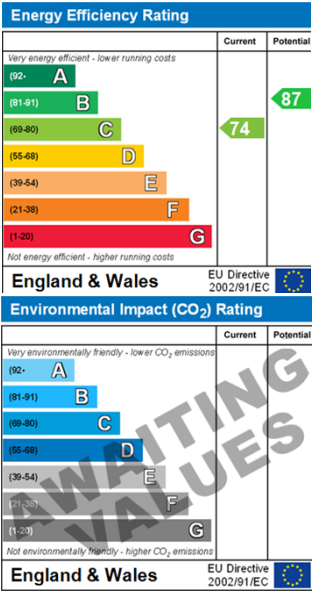 Energy Efficiency Rating
Current Potential
Very energy efficient - lower running costs
(92- A
(81-91) B
(69-80) C
(55-68) D
(39-54) E
(21-38) F
(1-20) G
87
74
Not energy efficient - higher running costs
England & Wales
EU Directive
2002/91/EC
Environmental Impact (CO₂) Rating
Current Potential
Very environmentally friendly - lower CO₂ emissions
(92- A
(81-91) B
(69-80) C
(55-68) D
(39-54) E
(21-38) F
(1-20) G
AWAITING
VALUES
Not environmentally friendly - higher CO₂ emissions
England & Wales
EU Directive
2002/91/EC